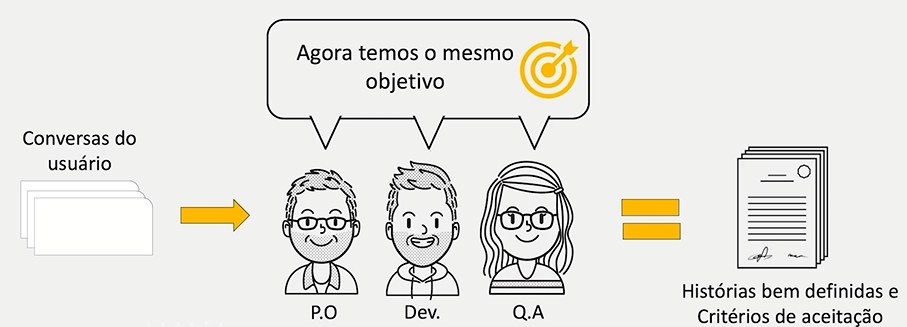 Agora temos o mesmo
objetivo
Conversas do
usuário
P.O
Dev.
Q.A
Histórias bem definidas e
Critérios de aceitação